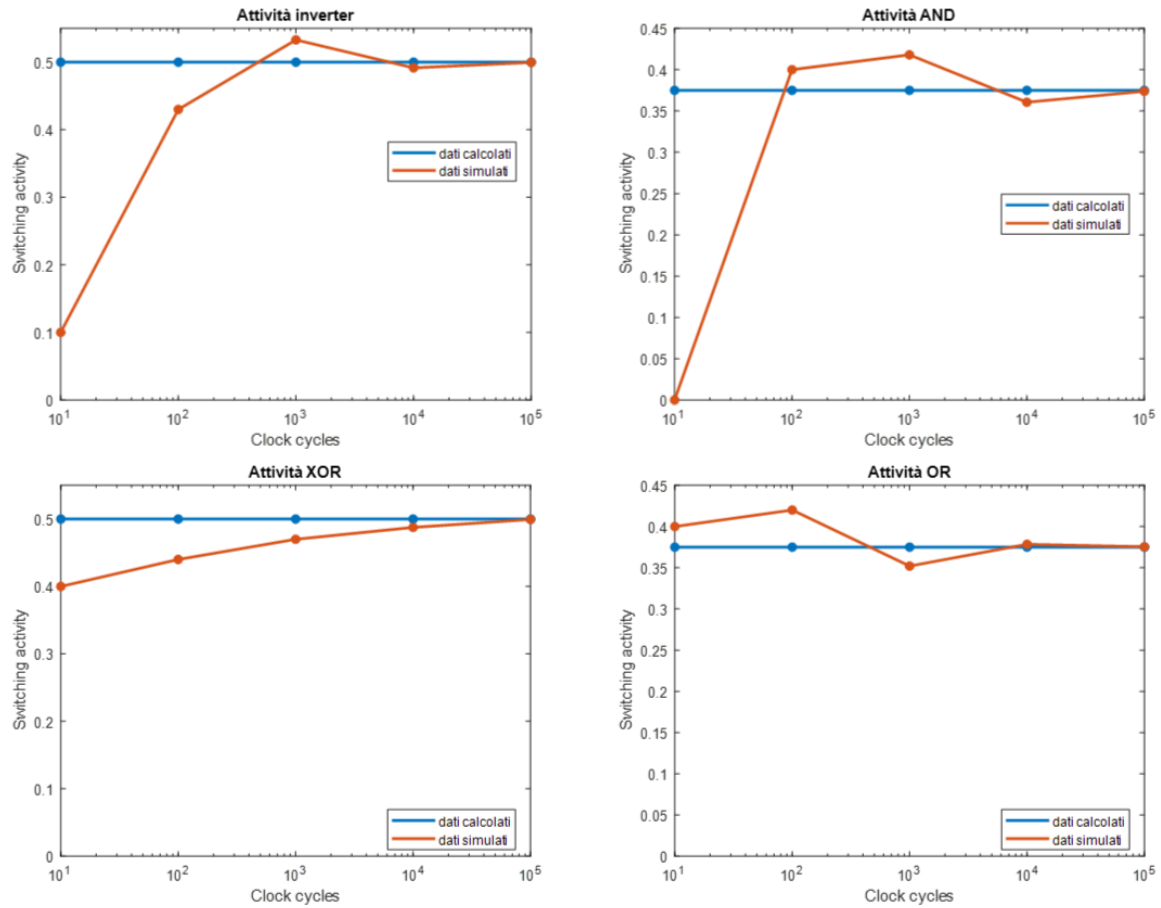 Attività inverter
0.5
0.4
0.3
0.2
0.1
0
Switching activity
dati calcolati
dati simulati
10^1
10^2
10^3
10^4
10^5
Clock cycles
Attività AND
0.45
0.4
0.35
0.3
0.25
0.2
0.15
0.1
0.05
0
Switching activity
dati calcolati
dati simulati
10^1
10^2
10^3
10^4
10^5
Clock cycles
Attività XOR
0.5
0.4
0.3
0.2
0.1
0
Switching activity
dati calcolati
dati simulati
10^1
10^2
10^3
10^4
10^5
Clock cycles
Attività OR
0.45
0.4
0.35
0.3
0.25
0.2
0.15
0.1
0.05
0
Switching activity
dati calcolati
dati simulati
10^1
10^2
10^3
10^4
10^5
Clock cycles